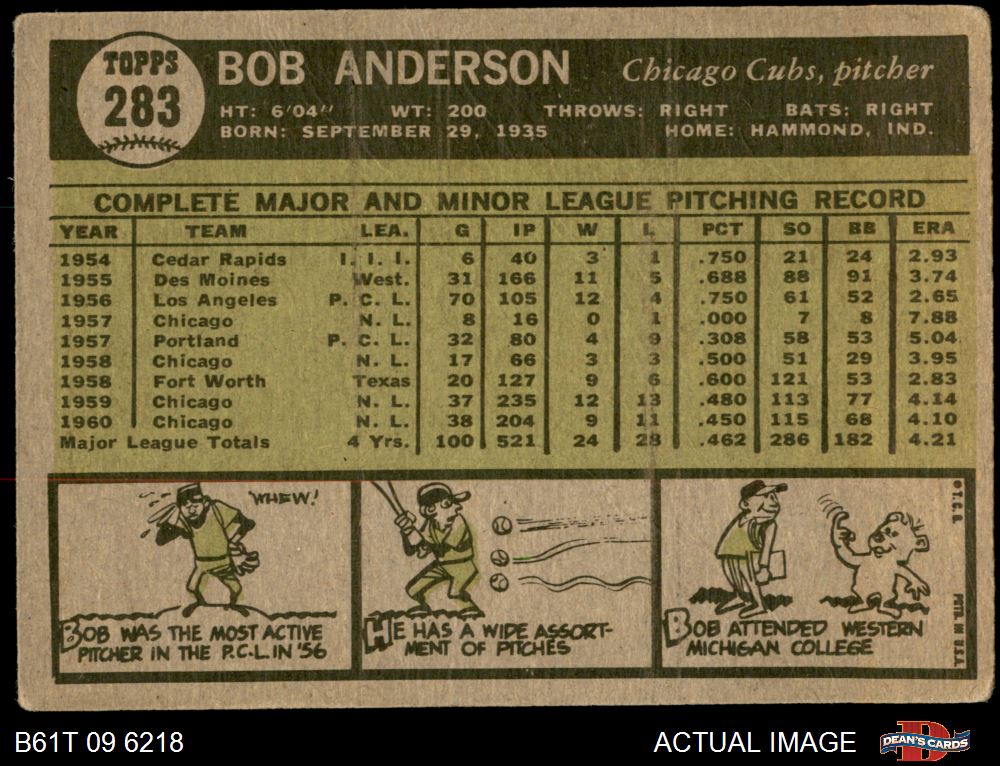 TOPPS
283
BOB ANDERSON Chicago Cubs, pitcher
HT: 6'04" WT: 200 THROWS: RIGHT BATS: RIGHT
BORN: SEPTEMBER 29, 1935 HOME: HAMMOND, IND.
COMPLETE MAJOR AND MINOR LEAGUE PITCHING RECORD
YEAR TEAM LEA. G IP W L PCT SO BB ERA
1954 Cedar Rapids I. I. I. 6 40 3 1 .750 21 24 2.93
1955 Des Moines West. 31 166 11 5 .688 88 91 3.74
1956 Los Angeles P. C. L. 70 105 12 4 .750 61 52 2.65
1957 Chicago N. L. 8 16 0 1 .000 7 8 7.88
1957 Portland P. C. L. 32 80 4 9 .308 58 53 5.04
1958 Chicago N. L. 17 66 3 3 .500 51 29 3.95
1958 Fort Worth Texas 20 127 9 6 .600 121 53 2.83
1959 Chicago N. L. 37 235 12 13 .480 113 77 4.14
1960 Chicago N. L. 38 204 9 11 .450 115 68 4.10
Major League Totals 4 Yrs. 100 521 24 28 .462 286 182 4.21
"WHEW!"
BOB WAS THE MOST ACTIVE
PITCHER IN THE P.C.L. IN '56
HE HAS A WIDE ASSORT-
MENT OF PITCHES
BOB ATTENDED WESTERN
MICHIGAN COLLEGE
© T. C. G.
PRTD. IN U.S.A.
B61T 09 6218
ACTUAL IMAGE
DEAN'S CARDS